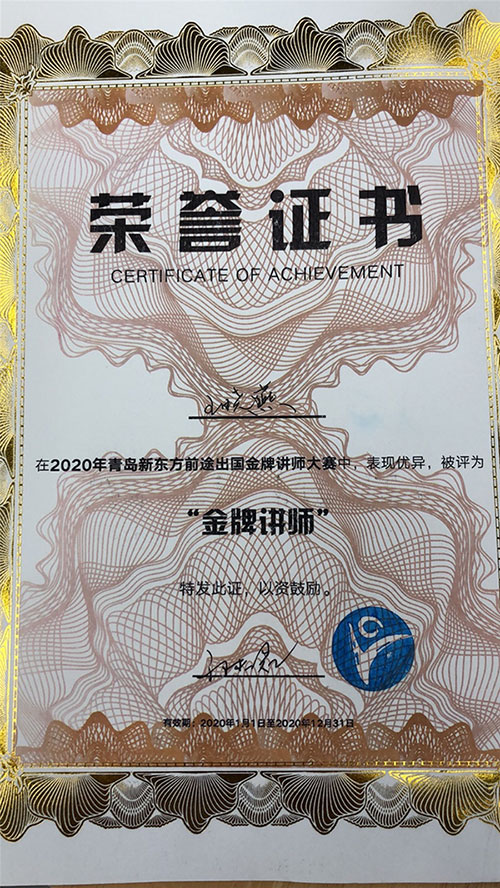 荣誉证书
CERTIFICATE OF ACHIEVEMENT
王晓燕
在2020年青岛新东方前途出国金牌讲师大赛中，表现优异，被评为
“金牌讲师”
特发此证，以资鼓励。
有效期：2020年1月1日至2020年12月31日